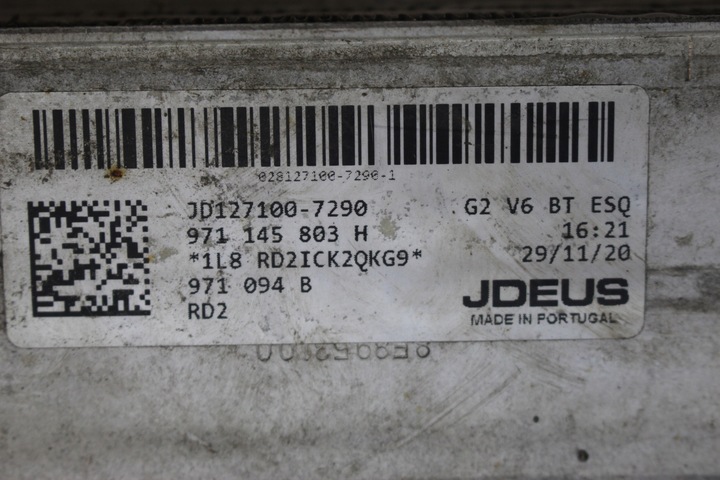 028127100-7290-1
JD127100-7290 G2 V6 BT ESQ
971 145 803 H 16:21
*1L8 RD2ICK2QKG9* 29/11/20
971 094 B
RD2
JDEUS
MADE IN PORTUGAL